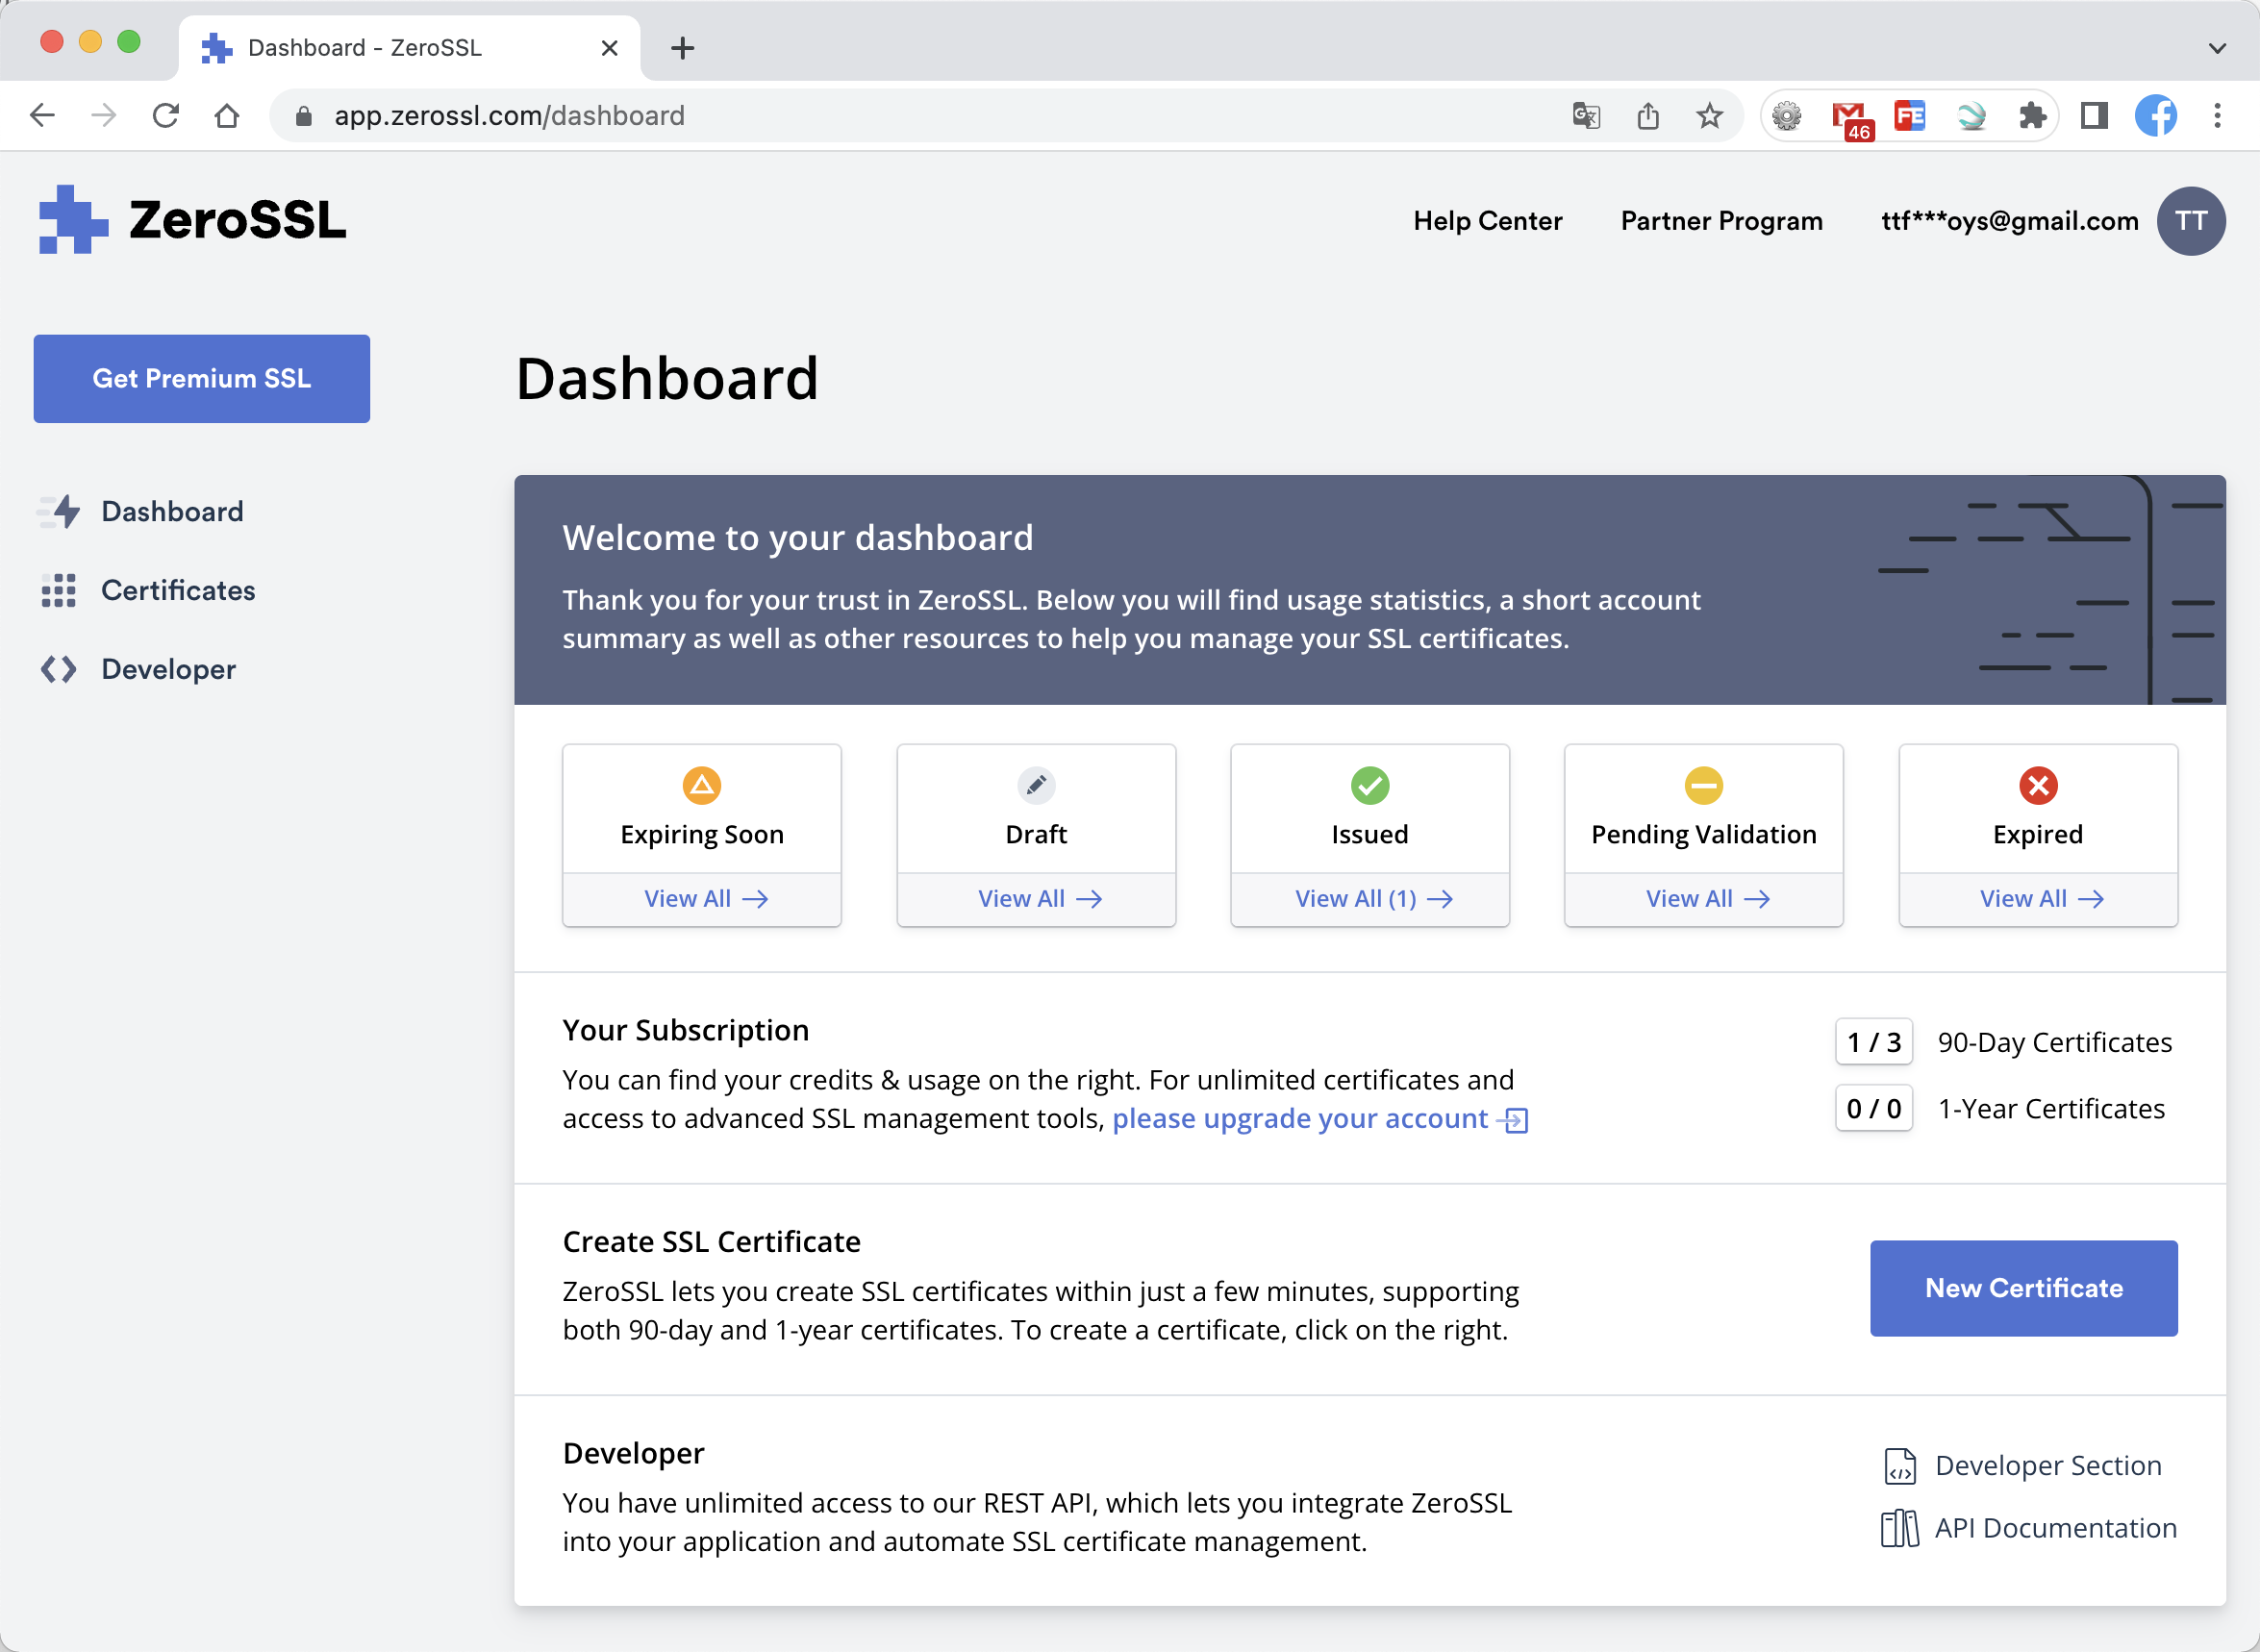 Dashboard - ZeroSSL
app.zerossl.com/dashboard
46
FE
ZeroSSL
Help Center
Partner Program
ttf***oys@gmail.com
TT
Get Premium SSL
Dashboard
Certificates
Developer
Dashboard
Welcome to your dashboard
Thank you for your trust in ZeroSSL. Below you will find usage statistics, a short account
summary as well as other resources to help you manage your SSL certificates.
Expiring Soon
View All
Draft
View All
Issued
View All (1)
Pending Validation
View All
Expired
View All
Your Subscription
You can find your credits & usage on the right. For unlimited certificates and
access to advanced SSL management tools, please upgrade your account
1 / 3 90-Day Certificates
0 / 0 1-Year Certificates
Create SSL Certificate
ZeroSSL lets you create SSL certificates within just a few minutes, supporting
both 90-day and 1-year certificates. To create a certificate, click on the right.
New Certificate
Developer
You have unlimited access to our REST API, which lets you integrate ZeroSSL
into your application and automate SSL certificate management.
Developer Section
API Documentation